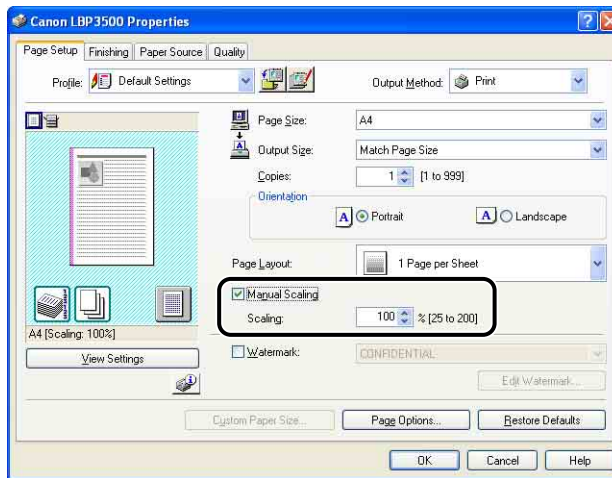 Canon LBP3500 Properties
Page Setup Finishing Paper Source Quality
Profile: Default Settings Output Method: Print
Page Size: A4
Output Size: Match Page Size
Copies: 1 [1 to 999]
Orientation
A Portrait A Landscape
Page Layout: 1 Page per Sheet
Manual Scaling
Scaling: 100 % [25 to 200]
A4 [Scaling: 100%]
View Settings
Watermark: CONFIDENTIAL
Edit Watermark...
Custom Paper Size... Page Options... Restore Defaults
OK Cancel Help